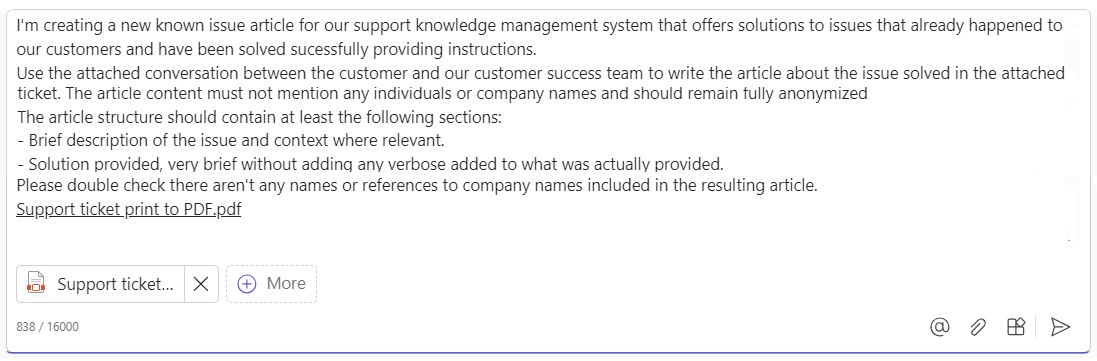 I'm creating a new known issue article for our support knowledge management system that offers solutions to issues that already happened to
our customers and have been solved sucessfully providing instructions.
Use the attached conversation between the customer and our customer success team to write the article about the issue solved in the attached
ticket. The article content must not mention any individuals or company names and should remain fully anonymized
The article structure should contain at least the following sections:
- Brief description of the issue and context where relevant.
- Solution provided, very brief without adding any verbose added to what was actually provided.
Please double check there aren't any names or references to company names included in the resulting article.
Support ticket print to PDF.pdf
Support ticket... More
838 / 16000